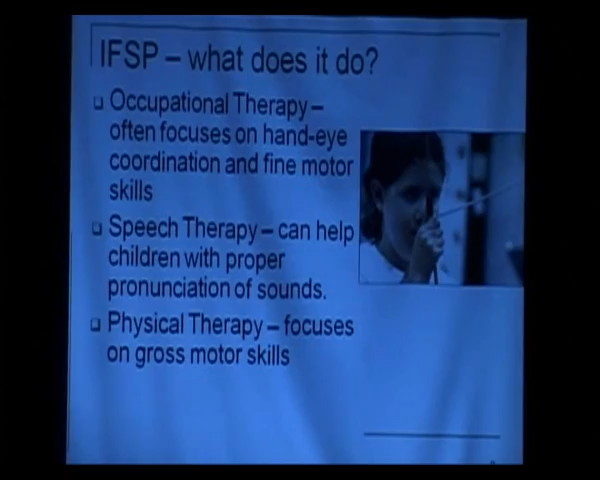 IFSP – what does it do?
❑ Occupational Therapy –
often focuses on hand-eye
coordination and fine motor
skills
❑ Speech Therapy – can help
children with proper
pronunciation of sounds.
❑ Physical Therapy – focuses
on gross motor skills